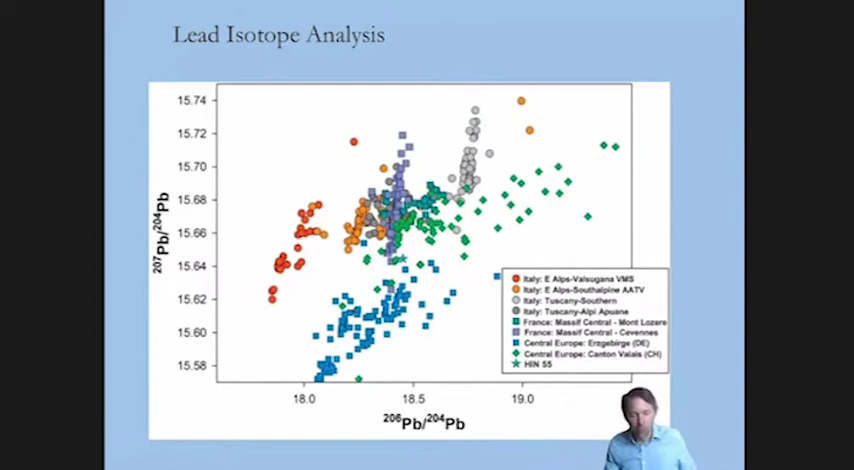 Lead Isotope Analysis
15.74
15.72
15.70
15.68
15.66
15.64
15.62
15.60
15.58
²⁰⁷Pb/²⁰⁴Pb
Italy: E Alps-Valsugana VMS
Italy: E Alps-Southalpine AATV
Italy: Tuscany-Southern
Italy: Tuscany-Alpi Apuane
France: Massif Central - Mont Lozere
France: Massif Central - Cevennes
Central Europe: Erzgebirge (DE)
Central Europe: Canton Valais (CH)
HIN S5
18.0 18.5 19.0
²⁰⁶Pb/²⁰⁴Pb